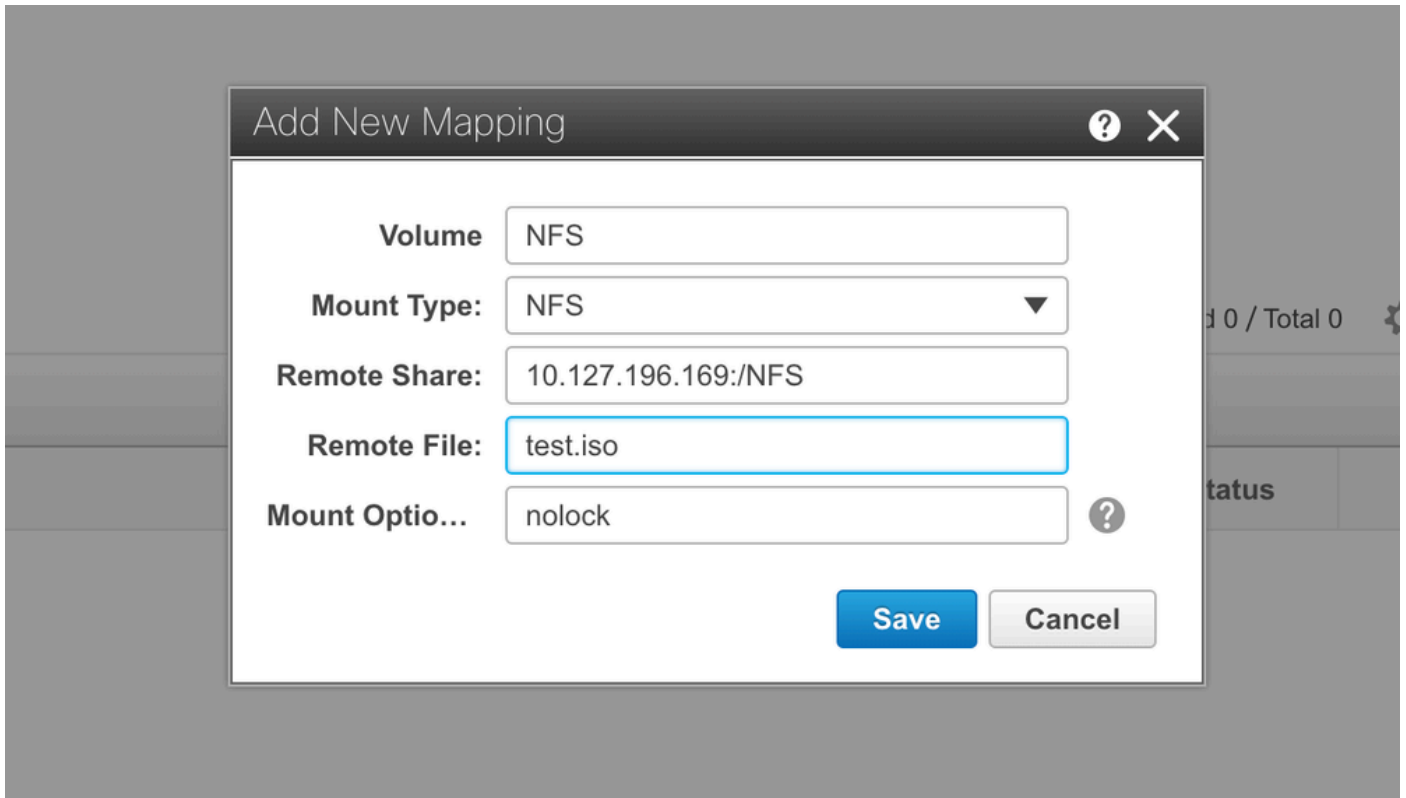 Add New Mapping
Volume NFS
Mount Type: NFS
0 / Total 0
Remote Share: 10.127.196.169:/NFS
Remote File: test.iso
tatus
Mount Optio... nolock
Save Cancel